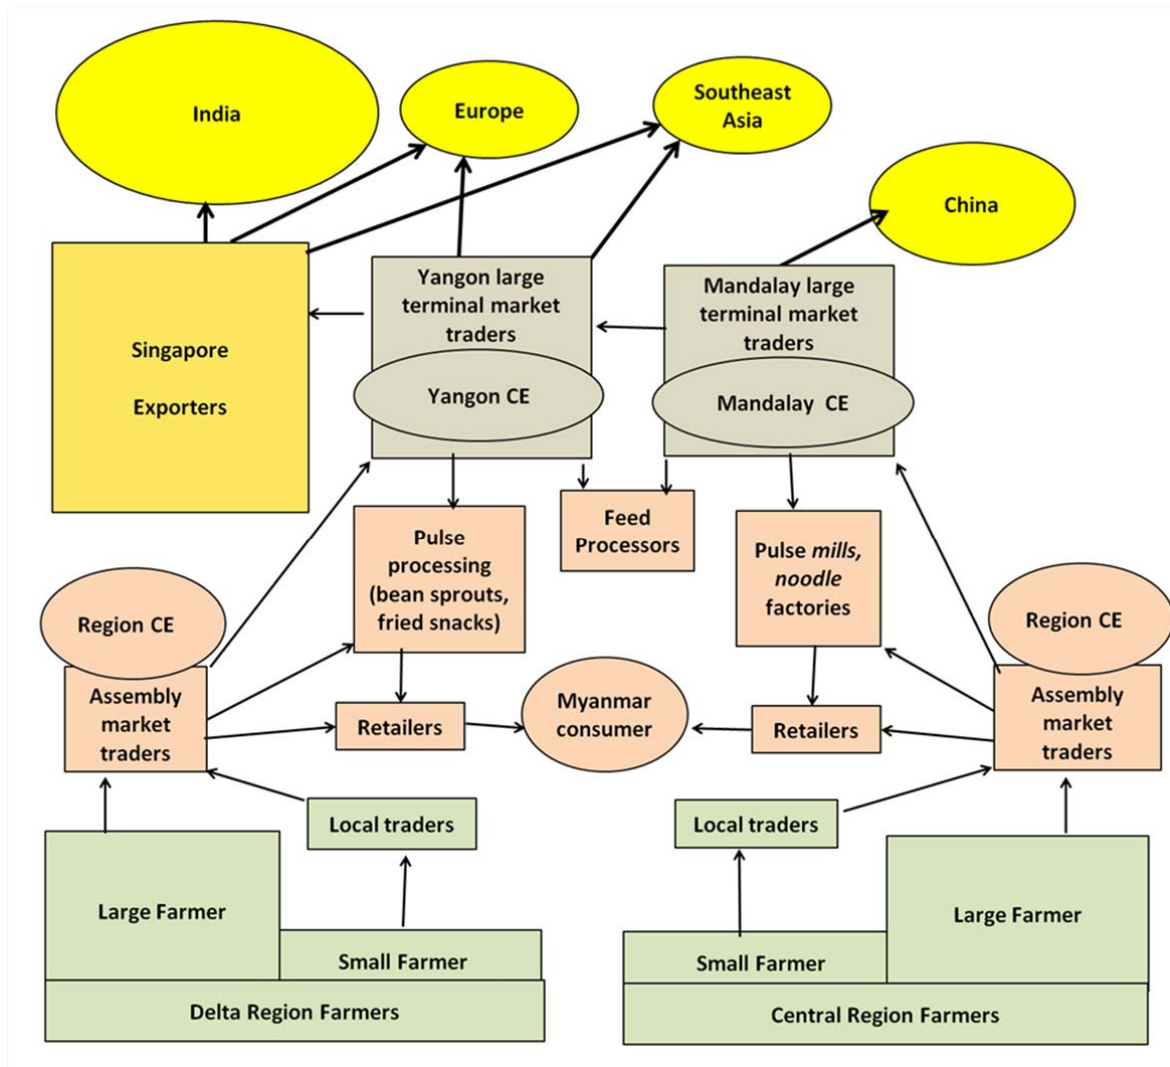 India
Europe
Southeast
Asia
China
Yangon large
terminal market
traders
Mandalay large
terminal market
traders
Singapore
Exporters
Yangon CE
Mandalay CE
Feed
Processors
Pulse
processing
(bean sprouts,
fried snacks)
Pulse mills,
noodle
factories
Region CE
Region CE
Assembly
market
traders
Retailers
Myanmar
consumer
Retailers
Assembly
market
traders
Local traders
Local traders
Large Farmer
Small Farmer
Delta Region Farmers
Large Farmer
Small Farmer
Central Region Farmers